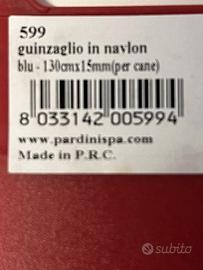 599
guinzaglio in navlon
blu - 130cmx15mm(per cane)
8 033142 005994
www.pardinispa.com
Made in P.R.C.
subito